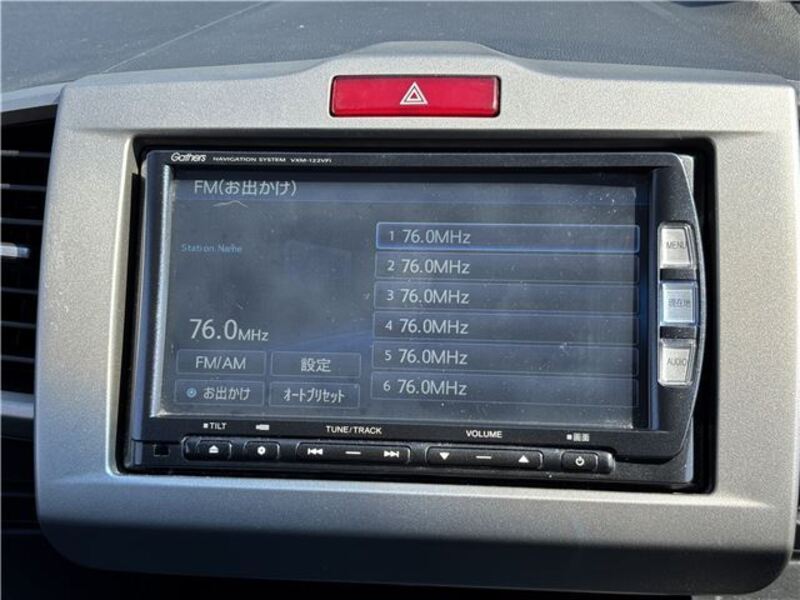 Gathers NAVIGATION SYSTEM VXM-122VFi
FM(お出かけ)
Station Name
1 76.0MHz
2 76.0MHz
3 76.0MHz
4 76.0MHz
5 76.0MHz
6 76.0MHz
76.0MHz
FM/AM
設定
お出かけ
オートプリセット
MENU
現在地
AUDIO
TILT
TUNE/TRACK
VOLUME
画面